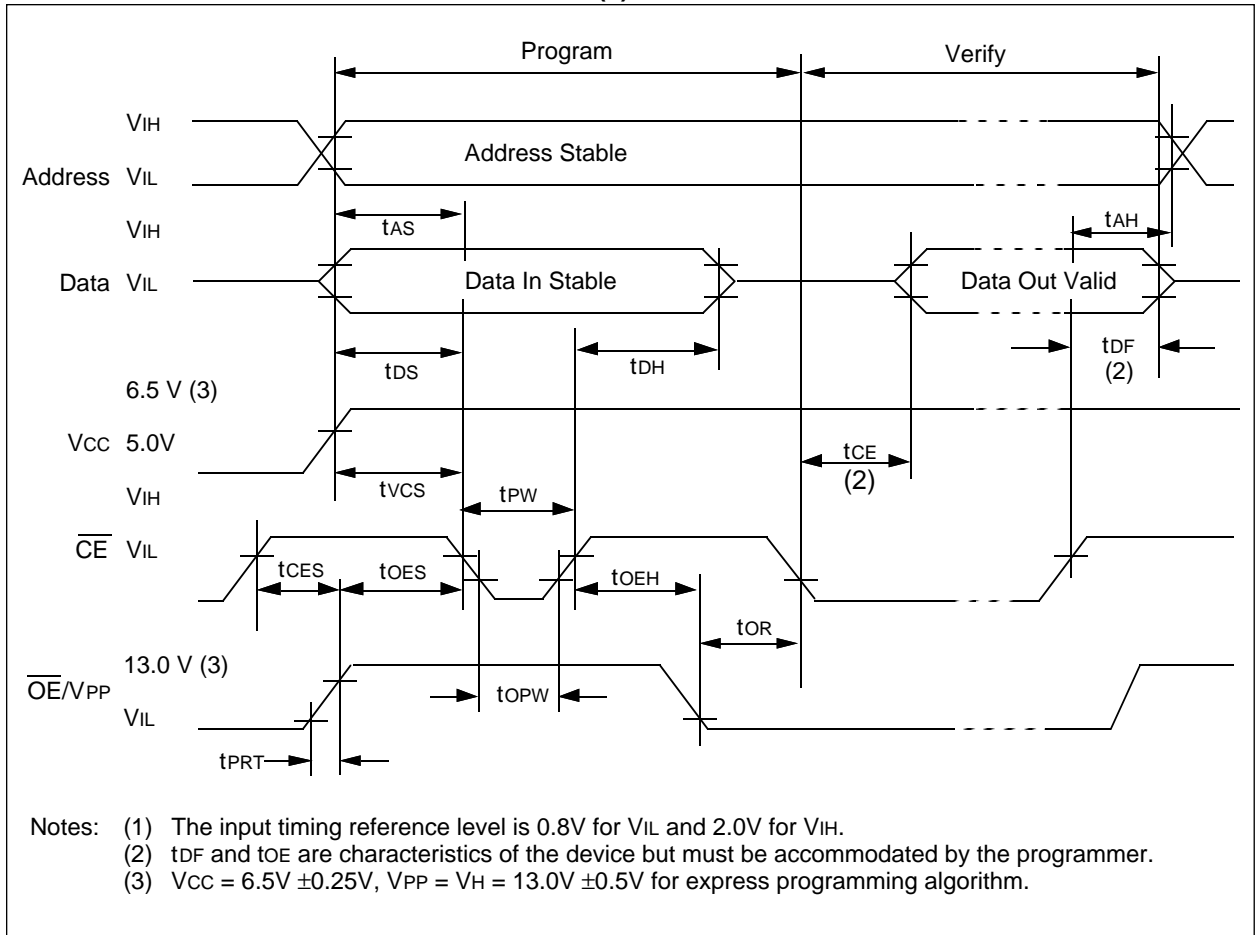 Program
Verify
VIH
Address Stable
Address VIL
VIH
tAS
tAH
Data VIL
Data In Stable
Data Out Valid
tDS
tDH
tDF
(2)
6.5 V (3)
VCC 5.0V
tCE
(2)
VIH
tVCS
tPW
CE VIL
tCES
tOES
tOEH
tOR
13.0 V (3)
OE/VPP
tOPW
VIL
tPRT
Notes: (1) The input timing reference level is 0.8V for VIL and 2.0V for VIH.
(2) tDF and tOE are characteristics of the device but must be accommodated by the programmer.
(3) VCC = 6.5V ±0.25V, VPP = VH = 13.0V ±0.5V for express programming algorithm.